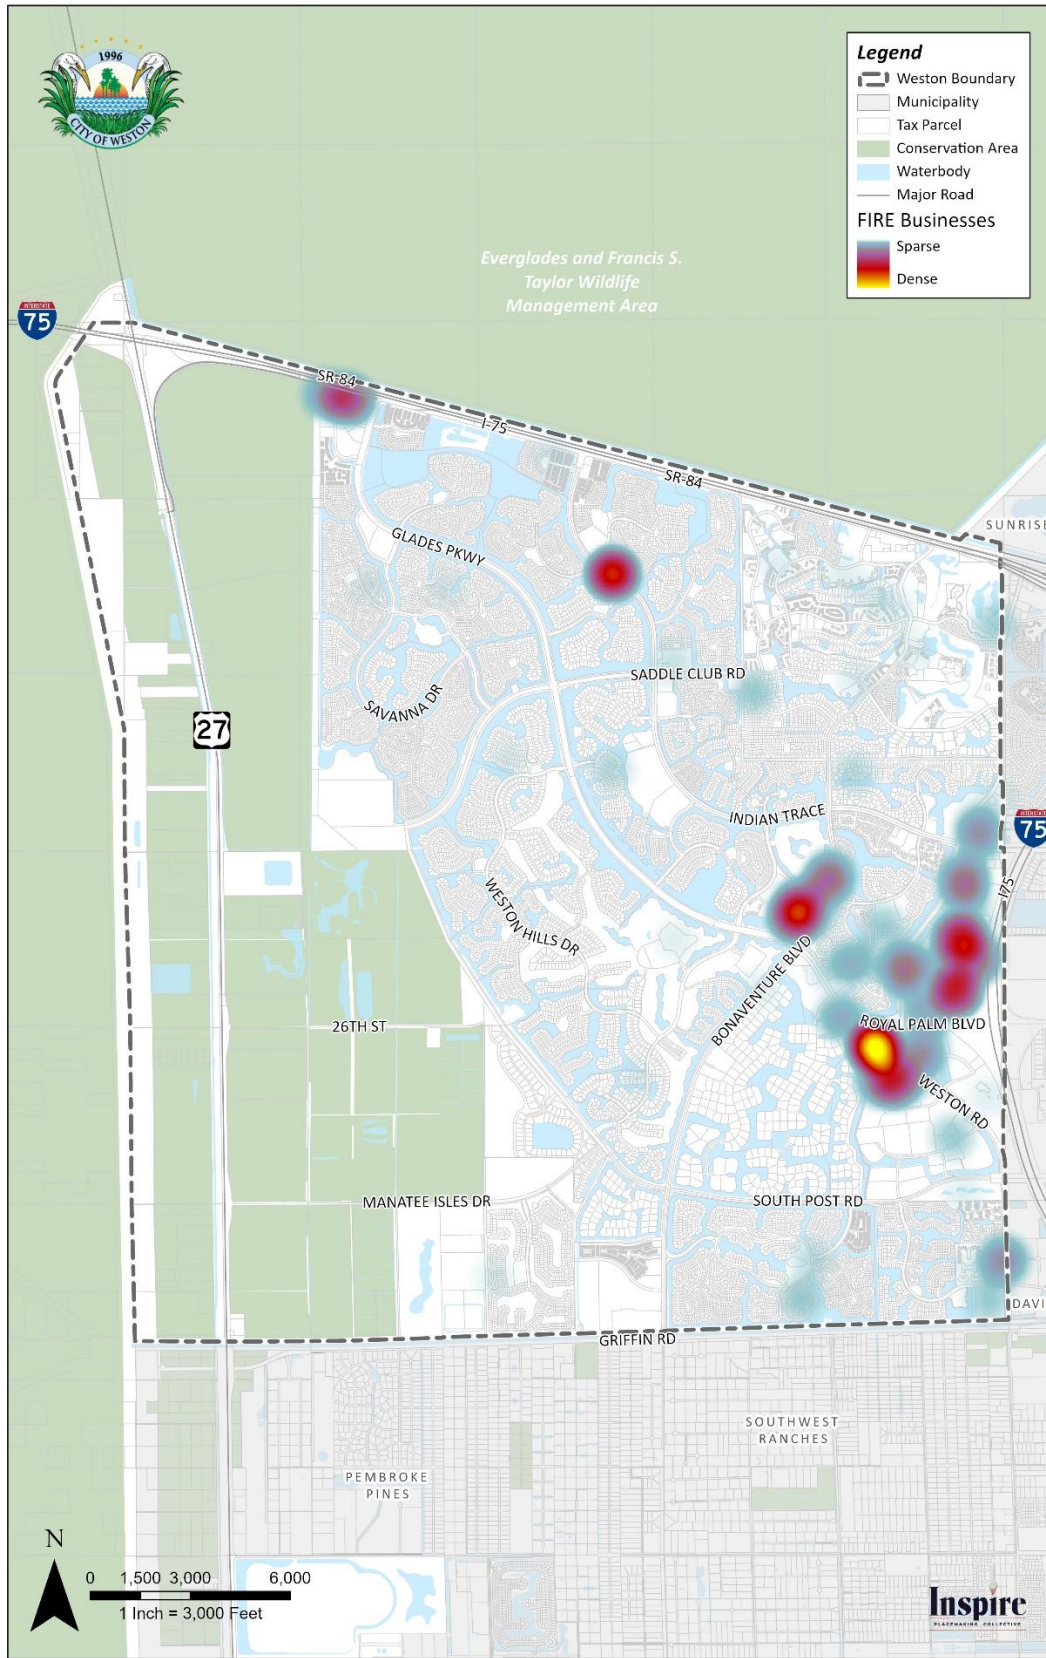 1996
CITY OF WESTON
Legend
Weston Boundary
Municipality
Tax Parcel
Conservation Area
Waterbody
Major Road
FIRE Businesses
Sparse
Dense
Everglades and Francis S.
Taylor Wildlife
Management Area
INTERSTATE
75
SR-84
I-75
SR-84
SUNRISE
GLADES PKWY
SADDLE CLUB RD
SAVANNA DR
27
INDIAN TRACE
INTERSTATE
75
I-75
WESTON HILLS DR
BONAVENTURE BLVD
26TH ST
ROYAL PALM BLVD
WESTON RD
MANATEE ISLES DR
SOUTH POST RD
DAVI
GRIFFIN RD
SOUTHWEST
RANCHES
PEMBROKE
PINES
N
0 1,500 3,000 6,000
1 Inch = 3,000 Feet
Inspire
PLACEMAKING COLLECTIVE